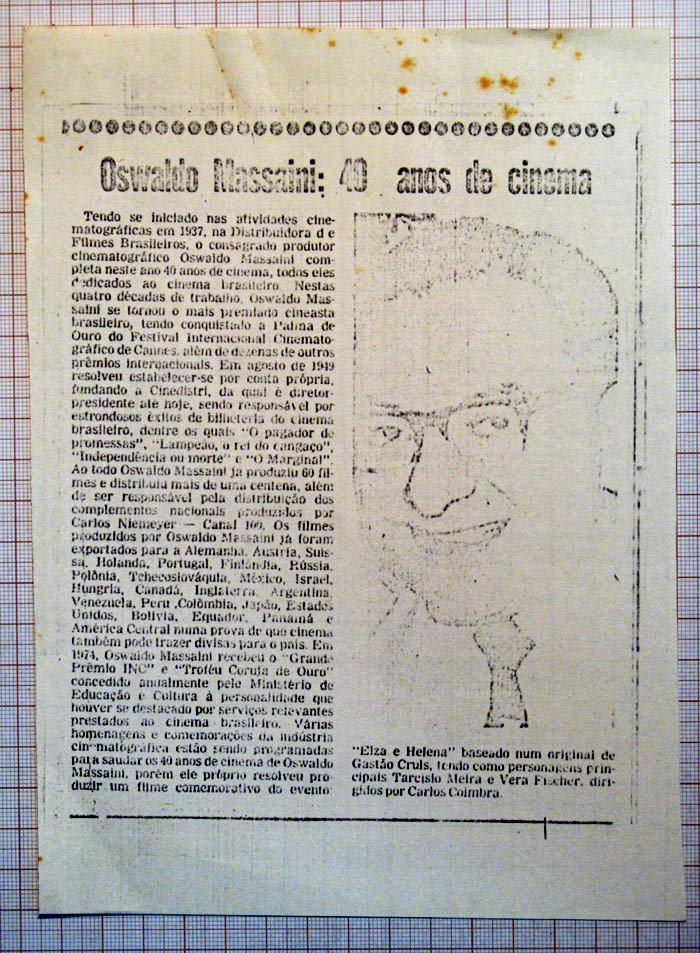 Oswaldo Massaini: 40 anos de cinema
Tendo se iniciado nas atividades cine-
matográficas em 1937, na Distribuidora d e
Filmes Brasileiros, o consagrado produtor
cinematográfico Oswaldo Massaini com
pleta neste ano 40 anos de cinema, todos eles
dedicados ao cinema brasileiro. Nestas
quatro décadas de trabalho, Oswaldo Mas-
saini se tornou o mais premiado cineasta
brasileiro, tendo conquistado a Palma de
Ouro do Festival Internacional Cinemato-
gráfico de Cannes, além de dezenas de outros
prêmios internacionais. Em agosto de 1949
resolveu estabelecer-se por conta própria,
fundando a Cinedistri, da qual é diretor-
presidente até hoje, sendo responsável por
estrondosos êxitos de bilheteria do cinema
brasileiro, dentre os quais "O pagador de
promessas", "Lampeão, o rei do cangaço",
"Independência ou morte" e "O Marginal".
Ao todo Oswaldo Massaini já produziu 60 fil-
mes e distribuiu mais de uma centena, além
de ser responsável pela distribuição dos
complementos nacionais produzidos por
Carlos Niemeyer — Canal 100. Os filmes
produzidos por Oswaldo Massaini já foram
exportados para a Alemanha, Áustria, Suis-
sa, Holanda, Portugal, Finlândia, Rússia,
Polônia, Tchecoslováquia, México, Israel,
Hungria, Canadá, Inglaterra, Argentina,
Venezuela, Peru ,Colômbia, Japão, Estados
Unidos, Bolívia, Equador, Panamá e
América Central numa prova de que cinema
também pode trazer divisas para o país. Em
1974, Oswaldo Massaini recebeu o "Grande
Prêmio INC" e "Troféu Coruja de Ouro"
concedido anualmente pelo Ministério de
Educação e Cultura à personalidade que
houver se destacado por serviços relevantes
prestados ao cinema brasileiro. Várias
homenagens e comemorações da indústria
cinematográfica estão sendo programadas
para saudar os 40 anos de cinema de Oswaldo
Massaini, porém ele próprio resolveu pro-
duzir um filme comemorativo do evento:
"Elza e Helena" baseado num original de
Gastão Cruls, tendo como personagens prin-
cipais Tarcísio Meira e Vera Fischer, diri-
gidos por Carlos Coimbra.